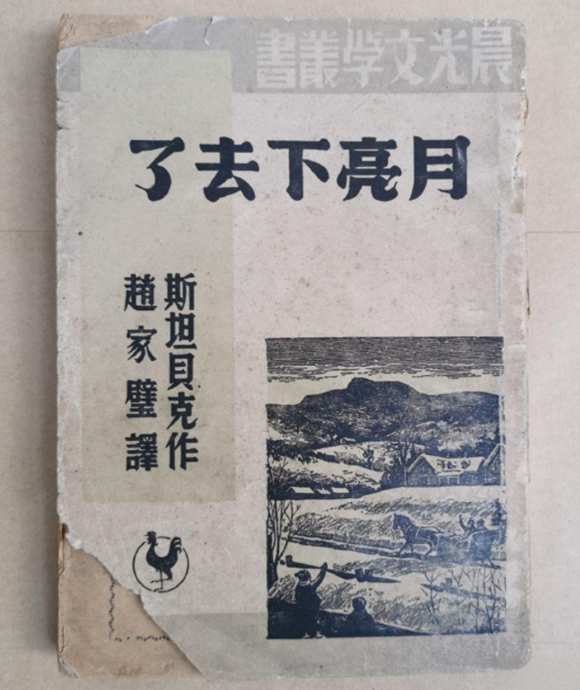 晨光文學叢書
月亮下去了
斯坦貝克作
趙家璧譯